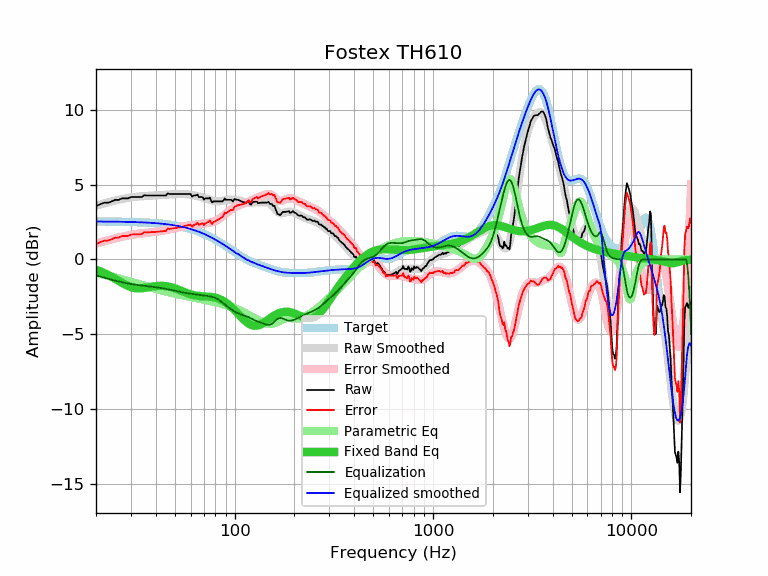 Fostex TH610
Amplitude (dBr)
10
5
0
−5
−10
−15
Target
Raw Smoothed
Error Smoothed
Raw
Error
Parametric Eq
Fixed Band Eq
Equalization
Equalized smoothed
100
1000
10000
Frequency (Hz)